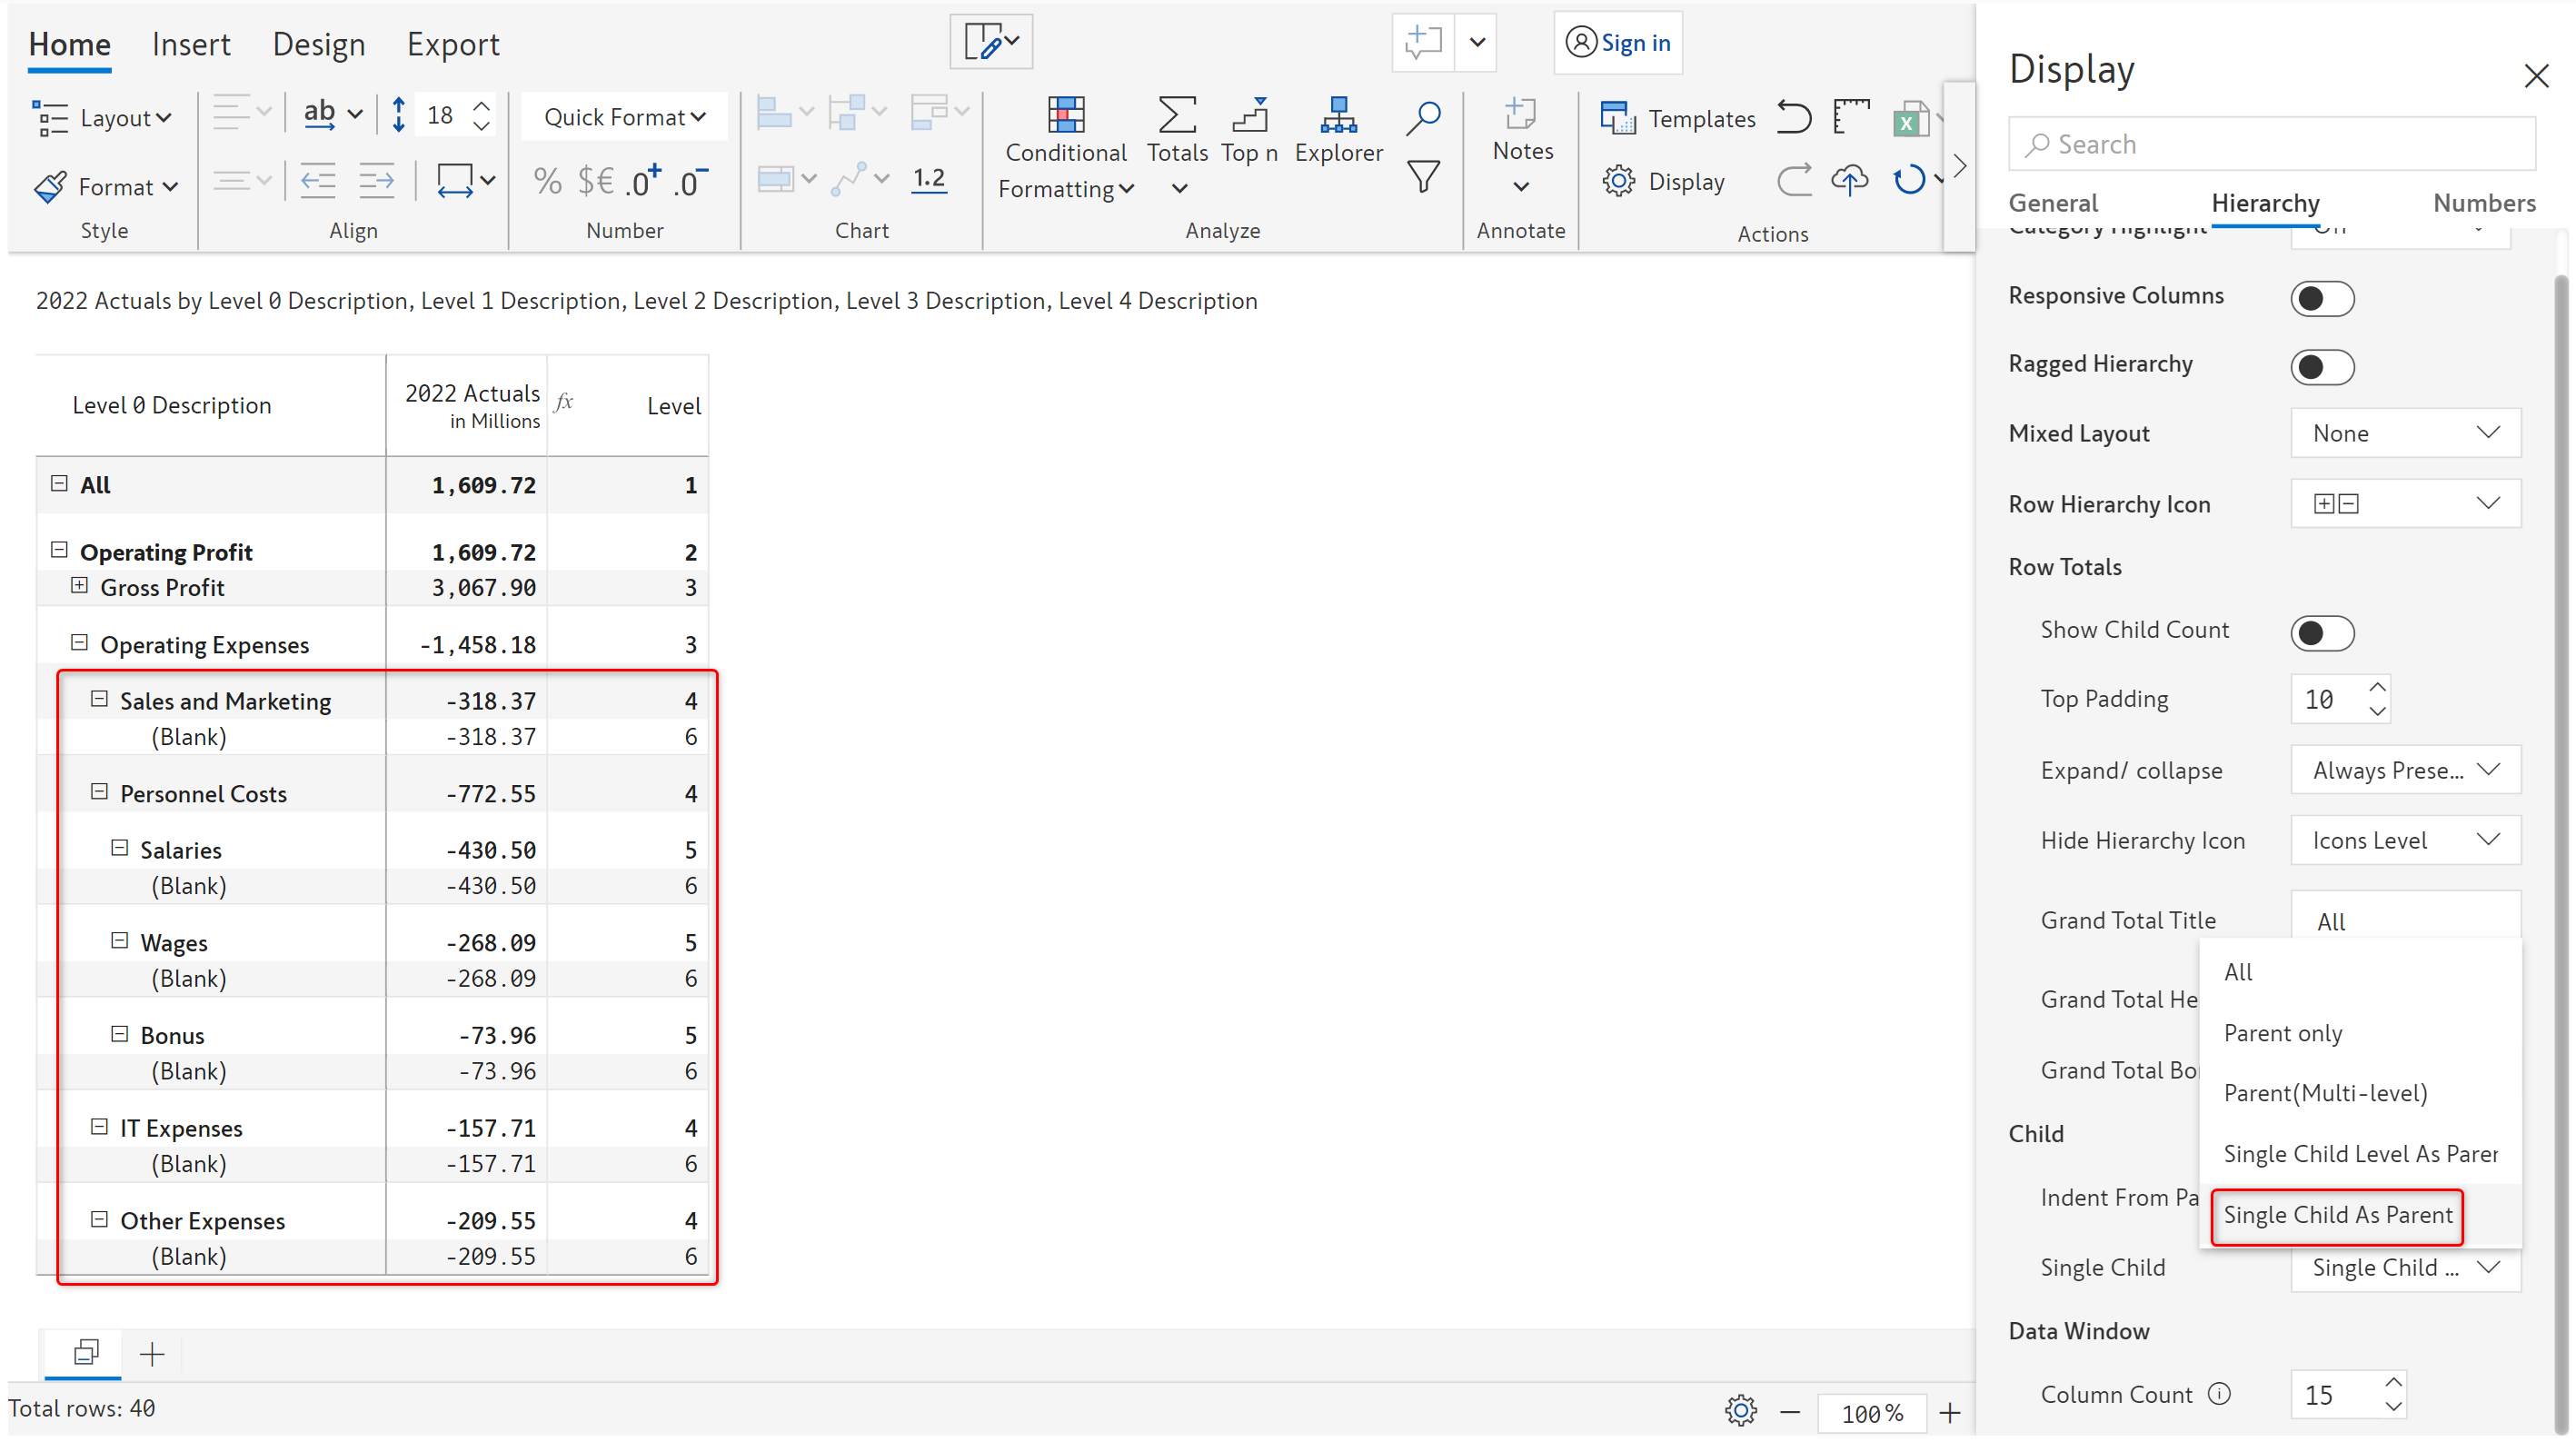 Home Insert Design Export
Sign in
Layout
ab
18
Quick Format
Format
% $€ .0+ .0-
1.2
Style
Align
Number
Chart
Conditional Formatting
Totals
Top n
Explorer
Analyze
Notes
Annotate
Templates
Display
Actions
2022 Actuals by Level 0 Description, Level 1 Description, Level 2 Description, Level 3 Description, Level 4 Description
Level 0 Description 2022 Actuals in Millions fx Level
All 1,609.72 1
Operating Profit 1,609.72 2
Gross Profit 3,067.90 3
Operating Expenses -1,458.18 3
Sales and Marketing -318.37 4
(Blank) -318.37 6
Personnel Costs -772.55 4
Salaries -430.50 5
(Blank) -430.50 6
Wages -268.09 5
(Blank) -268.09 6
Bonus -73.96 5
(Blank) -73.96 6
IT Expenses -157.71 4
(Blank) -157.71 6
Other Expenses -209.55 4
(Blank) -209.55 6
Total rows: 40
100%
Display
Search
General Hierarchy Numbers
Category Highlight Off
Responsive Columns
Ragged Hierarchy
Mixed Layout None
Row Hierarchy Icon
Row Totals
Show Child Count
Top Padding 10
Expand/ collapse Always Prese...
Hide Hierarchy Icon Icons Level
Grand Total Title All
All
Grand Total He
Parent only
Grand Total Bo
Parent(Multi-level)
Child
Single Child Level As Parer
Indent From Pa
Single Child As Parent
Single Child Single Child ...
Data Window
Column Count 15